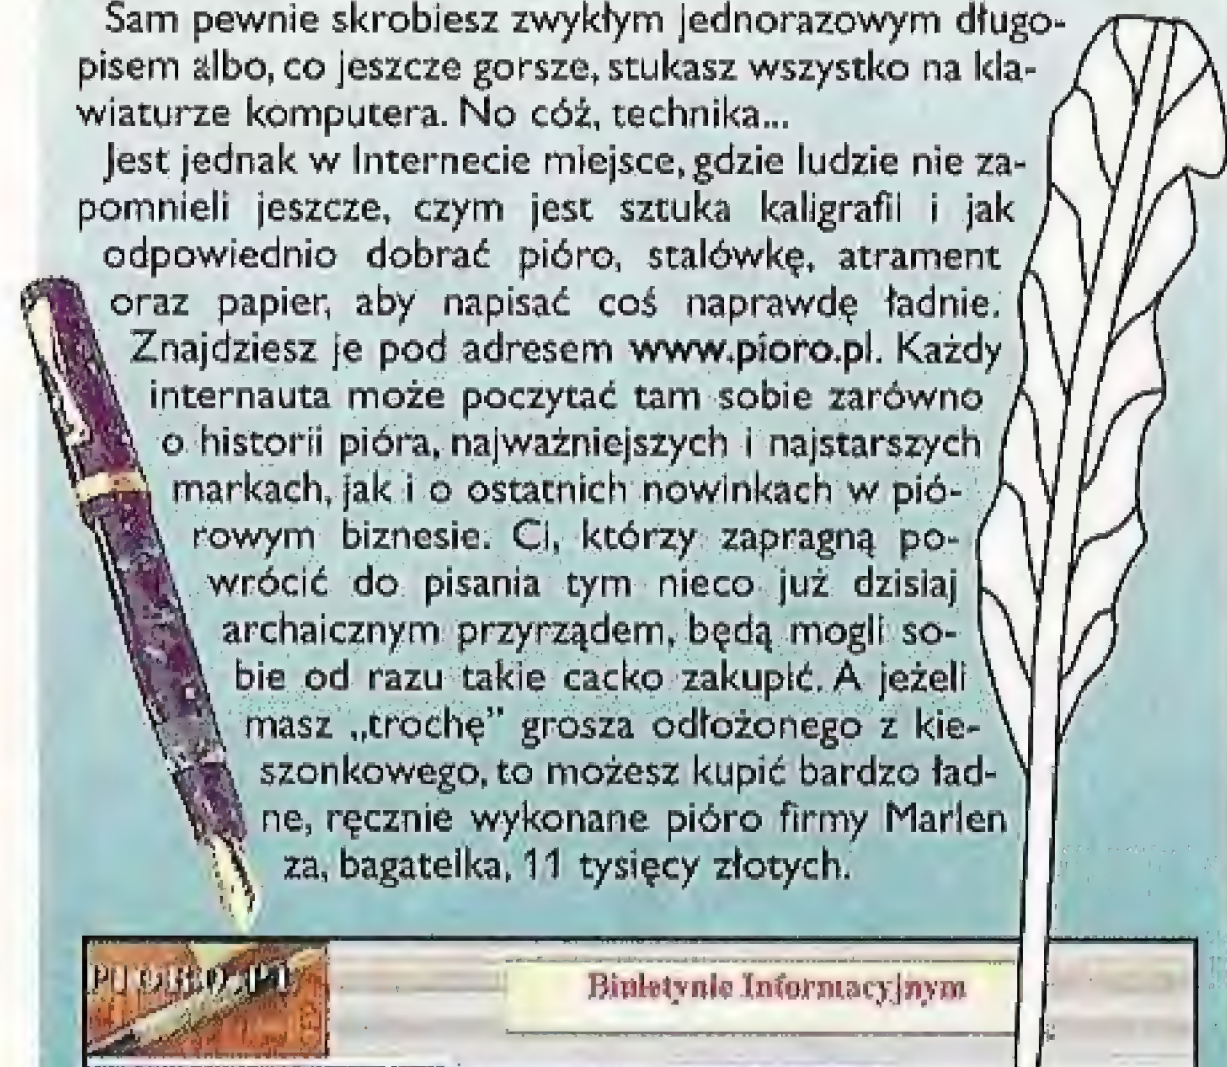 Sam pewnie skrobiesz zwykłym jednorazowym długo-
pisem albo, co jeszcze gorsze, stukasz wszystko na kla-
wiaturze komputera. No cóż, technika...
Jest jednak w Internecie miejsce, gdzie ludzie nie za-
pomnieli jeszcze, czym jest sztuka kaligrafii i jak
odpowiednio dobrać pióro, stalówkę, atrament
oraz papier, aby napisać coś naprawdę ładnie.
Znajdziesz je pod adresem www.pioro.pl. Każdy
internauta może poczytać tam sobie zarówno
o historii pióra, najważniejszych i najstarszych
markach, jak i o ostatnich nowinkach w pió-
rowym biznesie. Ci, którzy zapragną po-
wrócić do pisania tym nieco już dzisiaj
archaicznym przyrządem, będą mogli so-
bie od razu takie cacko zakupić. A jeżeli
masz „trochę” grosza odłożonego z kie-
szonkowego, to możesz kupić bardzo ład-
ne, ręcznie wykonane pióro firmy Marlen
za, bagatelka, 11 tysięcy złotych.
PIORO.PL
Biuletynie Informacyjnym